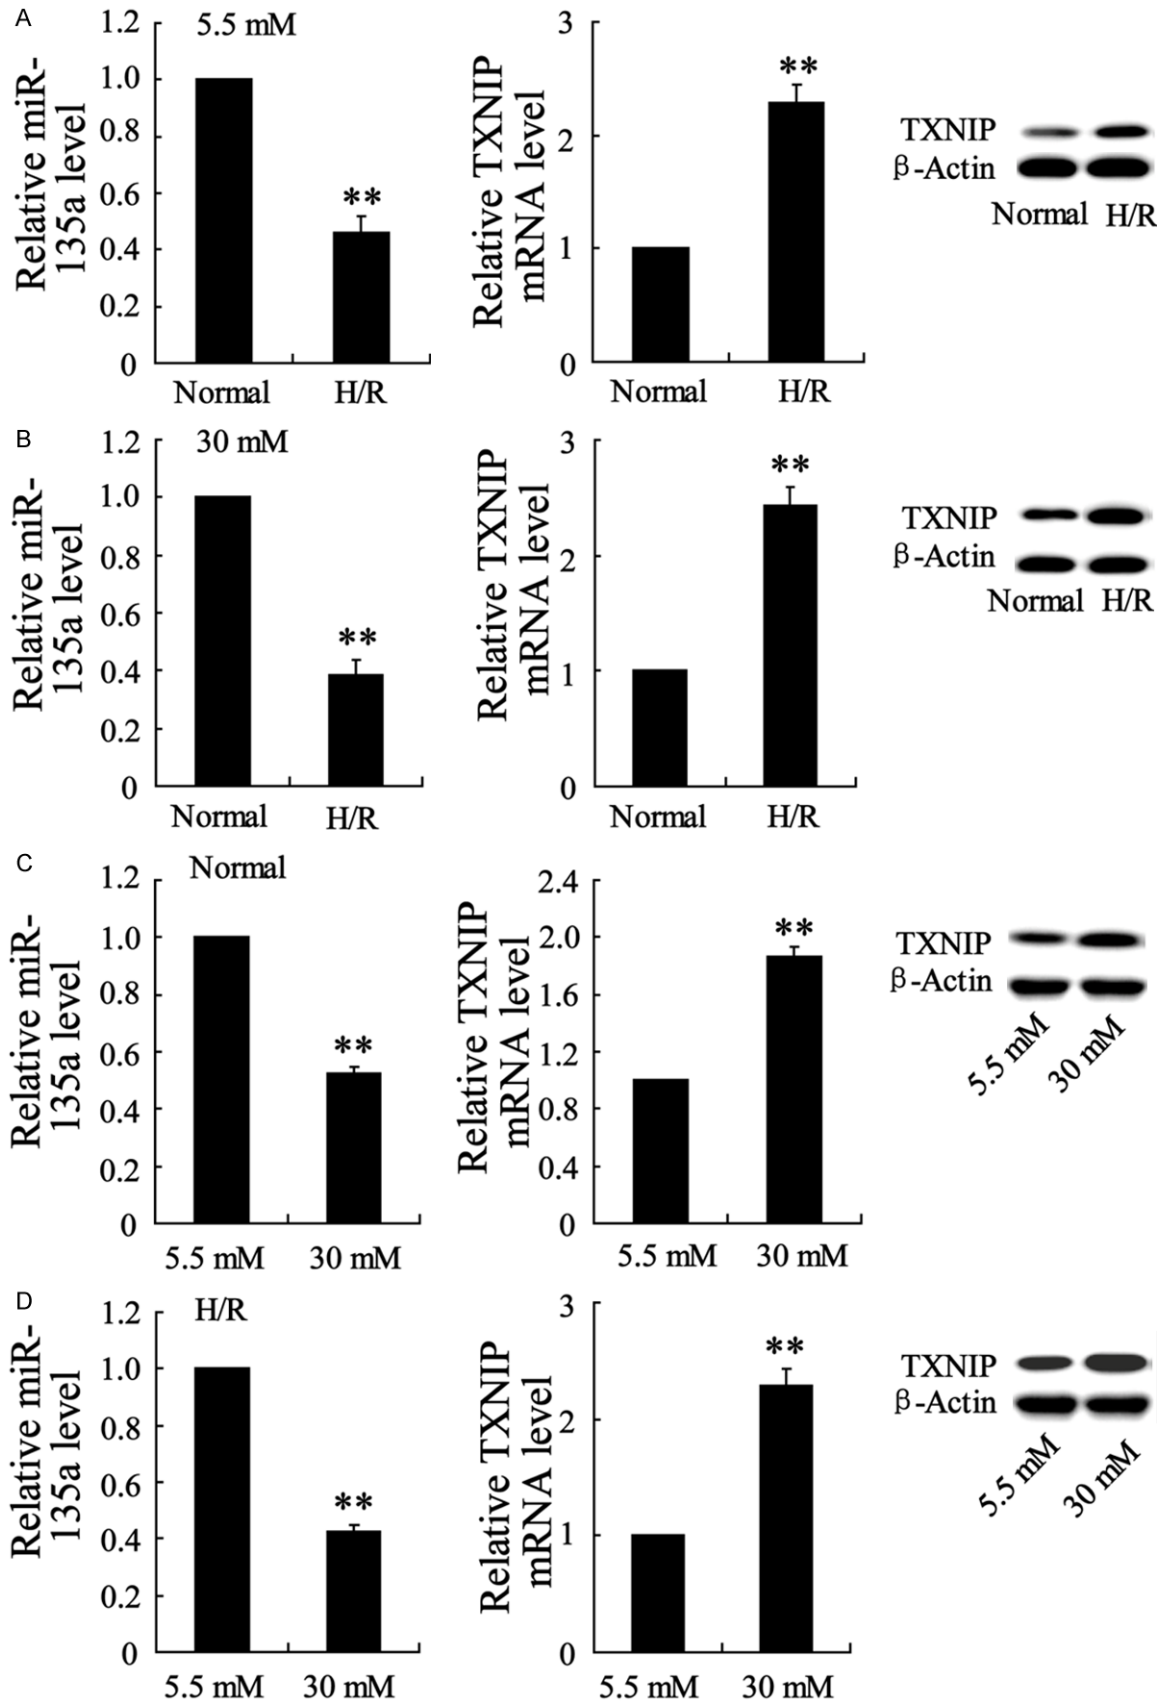 A
5.5 mM
Relative miR-
135a level
1.2
1.0
0.8
0.6
0.4
0.2
0
**
Normal H/R
Relative TXNIP
mRNA level
3
2
1
0
**
Normal H/R
TXNIP
β-Actin
Normal H/R
B
30 mM
Relative miR-
135a level
1.2
1.0
0.8
0.6
0.4
0.2
0
**
Normal H/R
Relative TXNIP
mRNA level
3
2
1
0
**
Normal H/R
TXNIP
β-Actin
Normal H/R
C
Normal
Relative miR-
135a level
1.2
1.0
0.8
0.6
0.4
0.2
0
**
5.5 mM 30 mM
Relative TXNIP
mRNA level
2.4
2.0
1.6
1.2
0.8
0.4
0
**
5.5 mM 30 mM
TXNIP
β-Actin
5.5 mM 30 mM
D
H/R
Relative miR-
135a level
1.2
1.0
0.8
0.6
0.4
0.2
0
**
5.5 mM 30 mM
Relative TXNIP
mRNA level
3
2
1
0
**
5.5 mM 30 mM
TXNIP
β-Actin
5.5 mM 30 mM